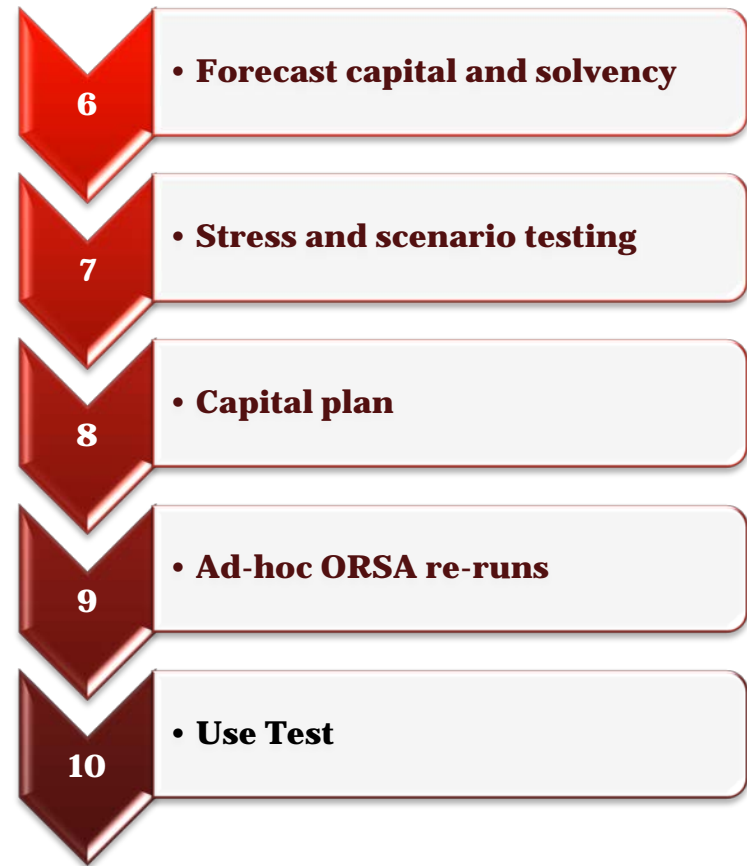 6
• Forecast capital and solvency
7
• Stress and scenario testing
8
• Capital plan
9
• Ad-hoc ORSA re-runs
10
• Use Test